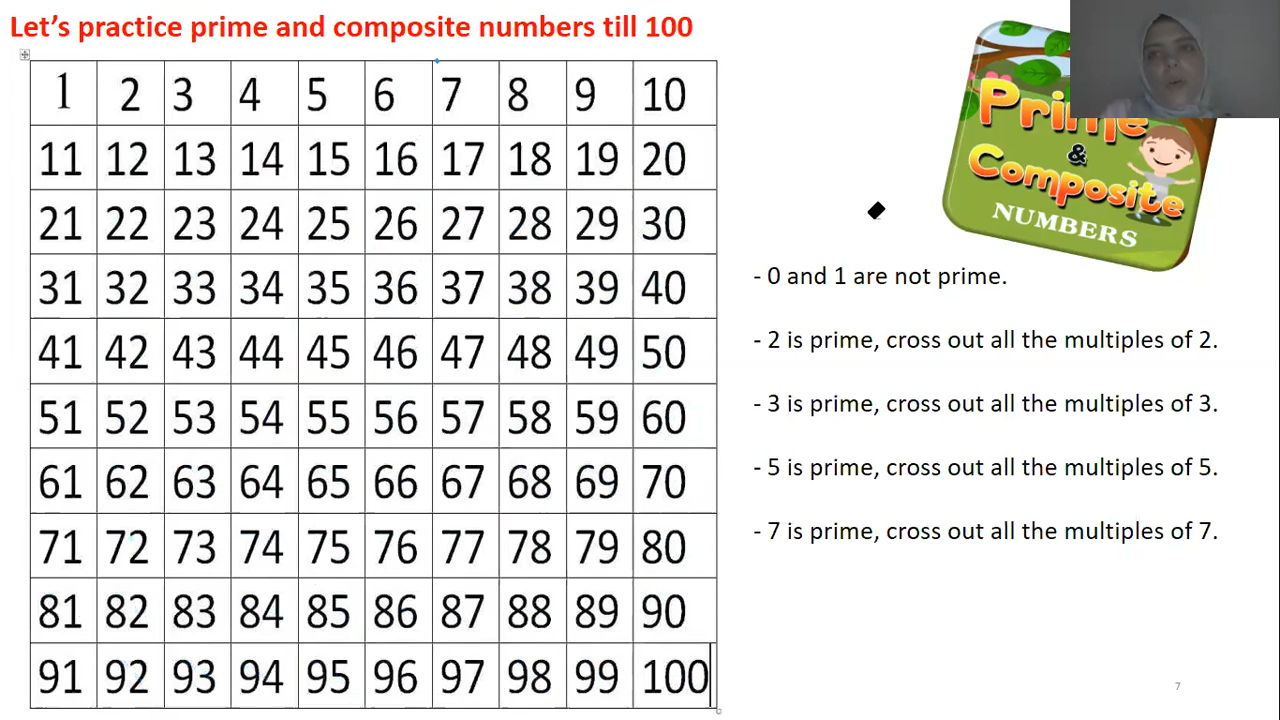 Let's practice prime and composite numbers till 100
1 2 3 4 5 6 7 8 9 10
11 12 13 14 15 16 17 18 19 20
21 22 23 24 25 26 27 28 29 30
31 32 33 34 35 36 37 38 39 40
41 42 43 44 45 46 47 48 49 50
51 52 53 54 55 56 57 58 59 60
61 62 63 64 65 66 67 68 69 70
71 72 73 74 75 76 77 78 79 80
81 82 83 84 85 86 87 88 89 90
91 92 93 94 95 96 97 98 99 100
Prime
&
Composite
NUMBERS
- 0 and 1 are not prime.
- 2 is prime, cross out all the multiples of 2.
- 3 is prime, cross out all the multiples of 3.
- 5 is prime, cross out all the multiples of 5.
- 7 is prime, cross out all the multiples of 7.
7